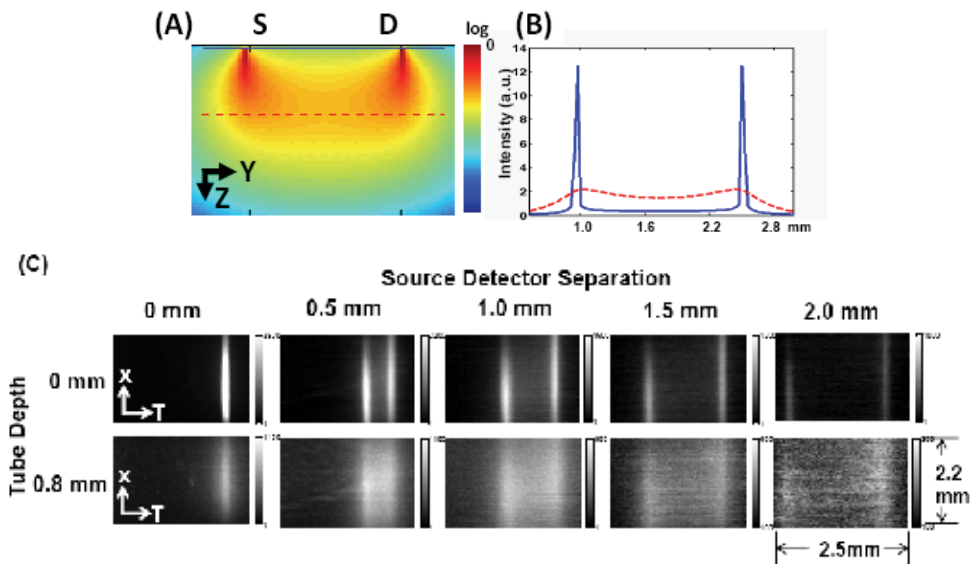 (A)
S
D
log
0
(B)
Y
Z
Intensity (a.u.)
14
12
10
8
6
4
2
0
1.0 1.6 2.2 2.8 mm
(C)
Source Detector Separation
0 mm 0.5 mm 1.0 mm 1.5 mm 2.0 mm
Tube Depth
0 mm
X
T
0.8 mm
X
T
2.2
mm
2.5mm